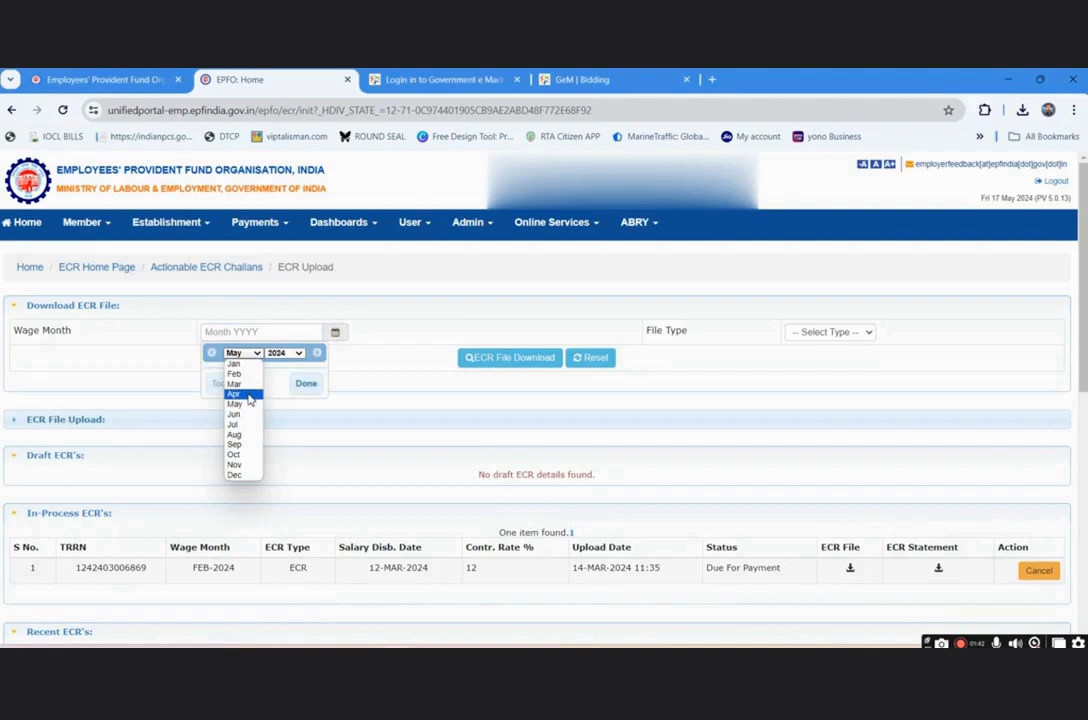 Employees' Provident Fund Org
EPFO: Home
Login in to Government e Mark
GeM | Bidding
unifiedportal-emp.epfindia.gov.in/epfo/ecr/init?_HDIV_STATE_=12-71-0C974401905CB9AE2ABD48F772E68F92
IOCL BILLS
https://indianpcs.go...
DTCP
viptalisman.com
ROUND SEAL
Free Design Tool: Pr...
RTA Citizen APP
MarineTraffic: Globa...
My account
yono Business
»
All Bookmarks
EMPLOYEES' PROVIDENT FUND ORGANISATION, INDIA
MINISTRY OF LABOUR & EMPLOYMENT, GOVERNMENT OF INDIA
-A A A+
employerfeedback[at]epfindia[dot]gov[dot]in
Logout
Fri 17 May 2024 (PV 5.0.13)
Home Member Establishment Payments Dashboards User Admin Online Services ABRY
Home / ECR Home Page / Actionable ECR Challans / ECR Upload
Download ECR File:
Wage Month
Month YYYY
File Type
-- Select Type --
May 2024
Jan
Feb
Mar
Apr
May
Jun
Jul
Aug
Sep
Oct
Nov
Dec
Done
ECR File Download
Reset
ECR File Upload:
Draft ECR's:
No draft ECR details found.
In-Process ECR's:
One item found.1
S No. TRRN Wage Month ECR Type Salary Disb. Date Contr. Rate % Upload Date Status ECR File ECR Statement Action
1 1242403006869 FEB-2024 ECR 12-MAR-2024 12 14-MAR-2024 11:35 Due For Payment Cancel
Recent ECR's:
01:42